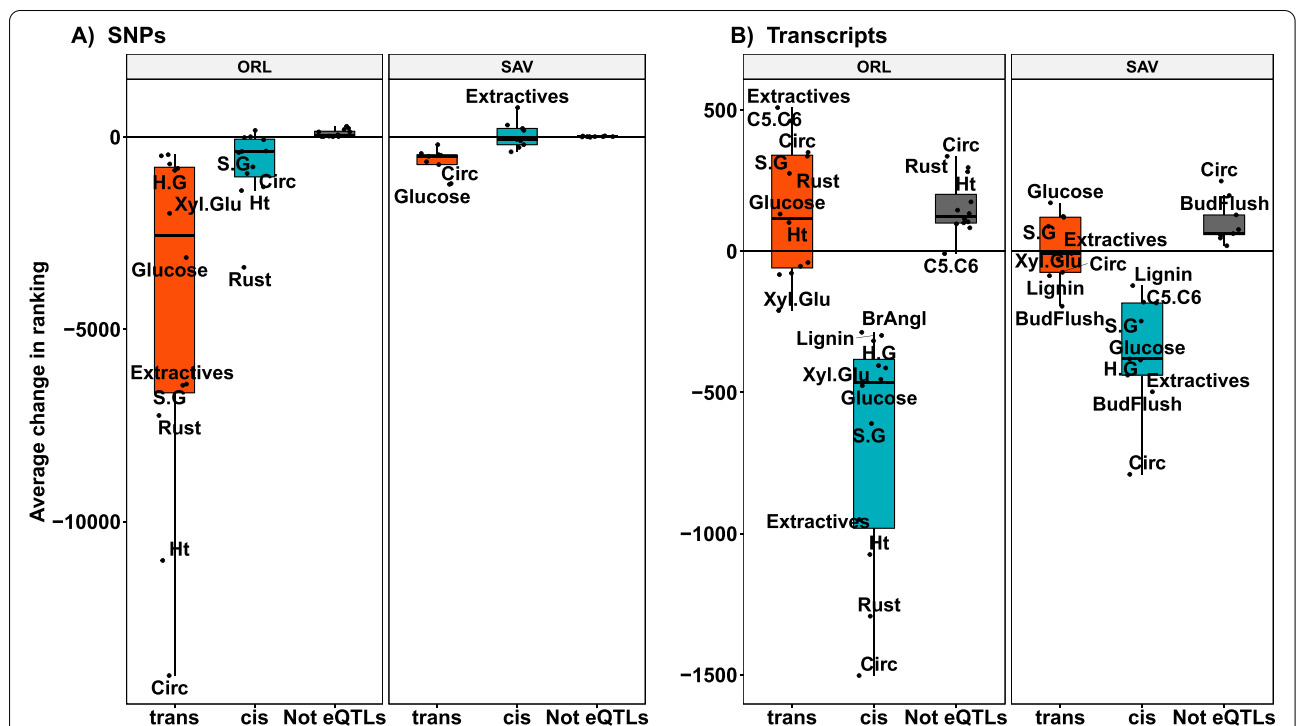 A) SNPs
B) Transcripts
ORL
SAV
ORL
SAV
Average change in ranking
0
−5000
−10000
H.G
Xyl.Glu
Glucose
Extractives
S.G
Rust
Ht
Circ
S.G
Circ
Ht
Rust
Extractives
Circ
Glucose
trans
cis
Not eQTLs
trans
cis
Not eQTLs
500
0
−500
−1000
−1500
Extractives
C5.C6
Circ
S.G
Rust
Glucose
Ht
Xyl.Glu
BrAngl
Lignin
H.G
Xyl.Glu
Glucose
S.G
Extractives
Ht
Rust
Circ
Circ
Rust
Ht
C5.C6
Glucose
S.G
Extractives
Xyl.Glu
Circ
Lignin
BudFlush
Lignin
C5.C6
S.G
Glucose
H.G
Extractives
BudFlush
Circ
Circ
BudFlush
trans
cis
Not eQTLs
trans
cis
Not eQTLs